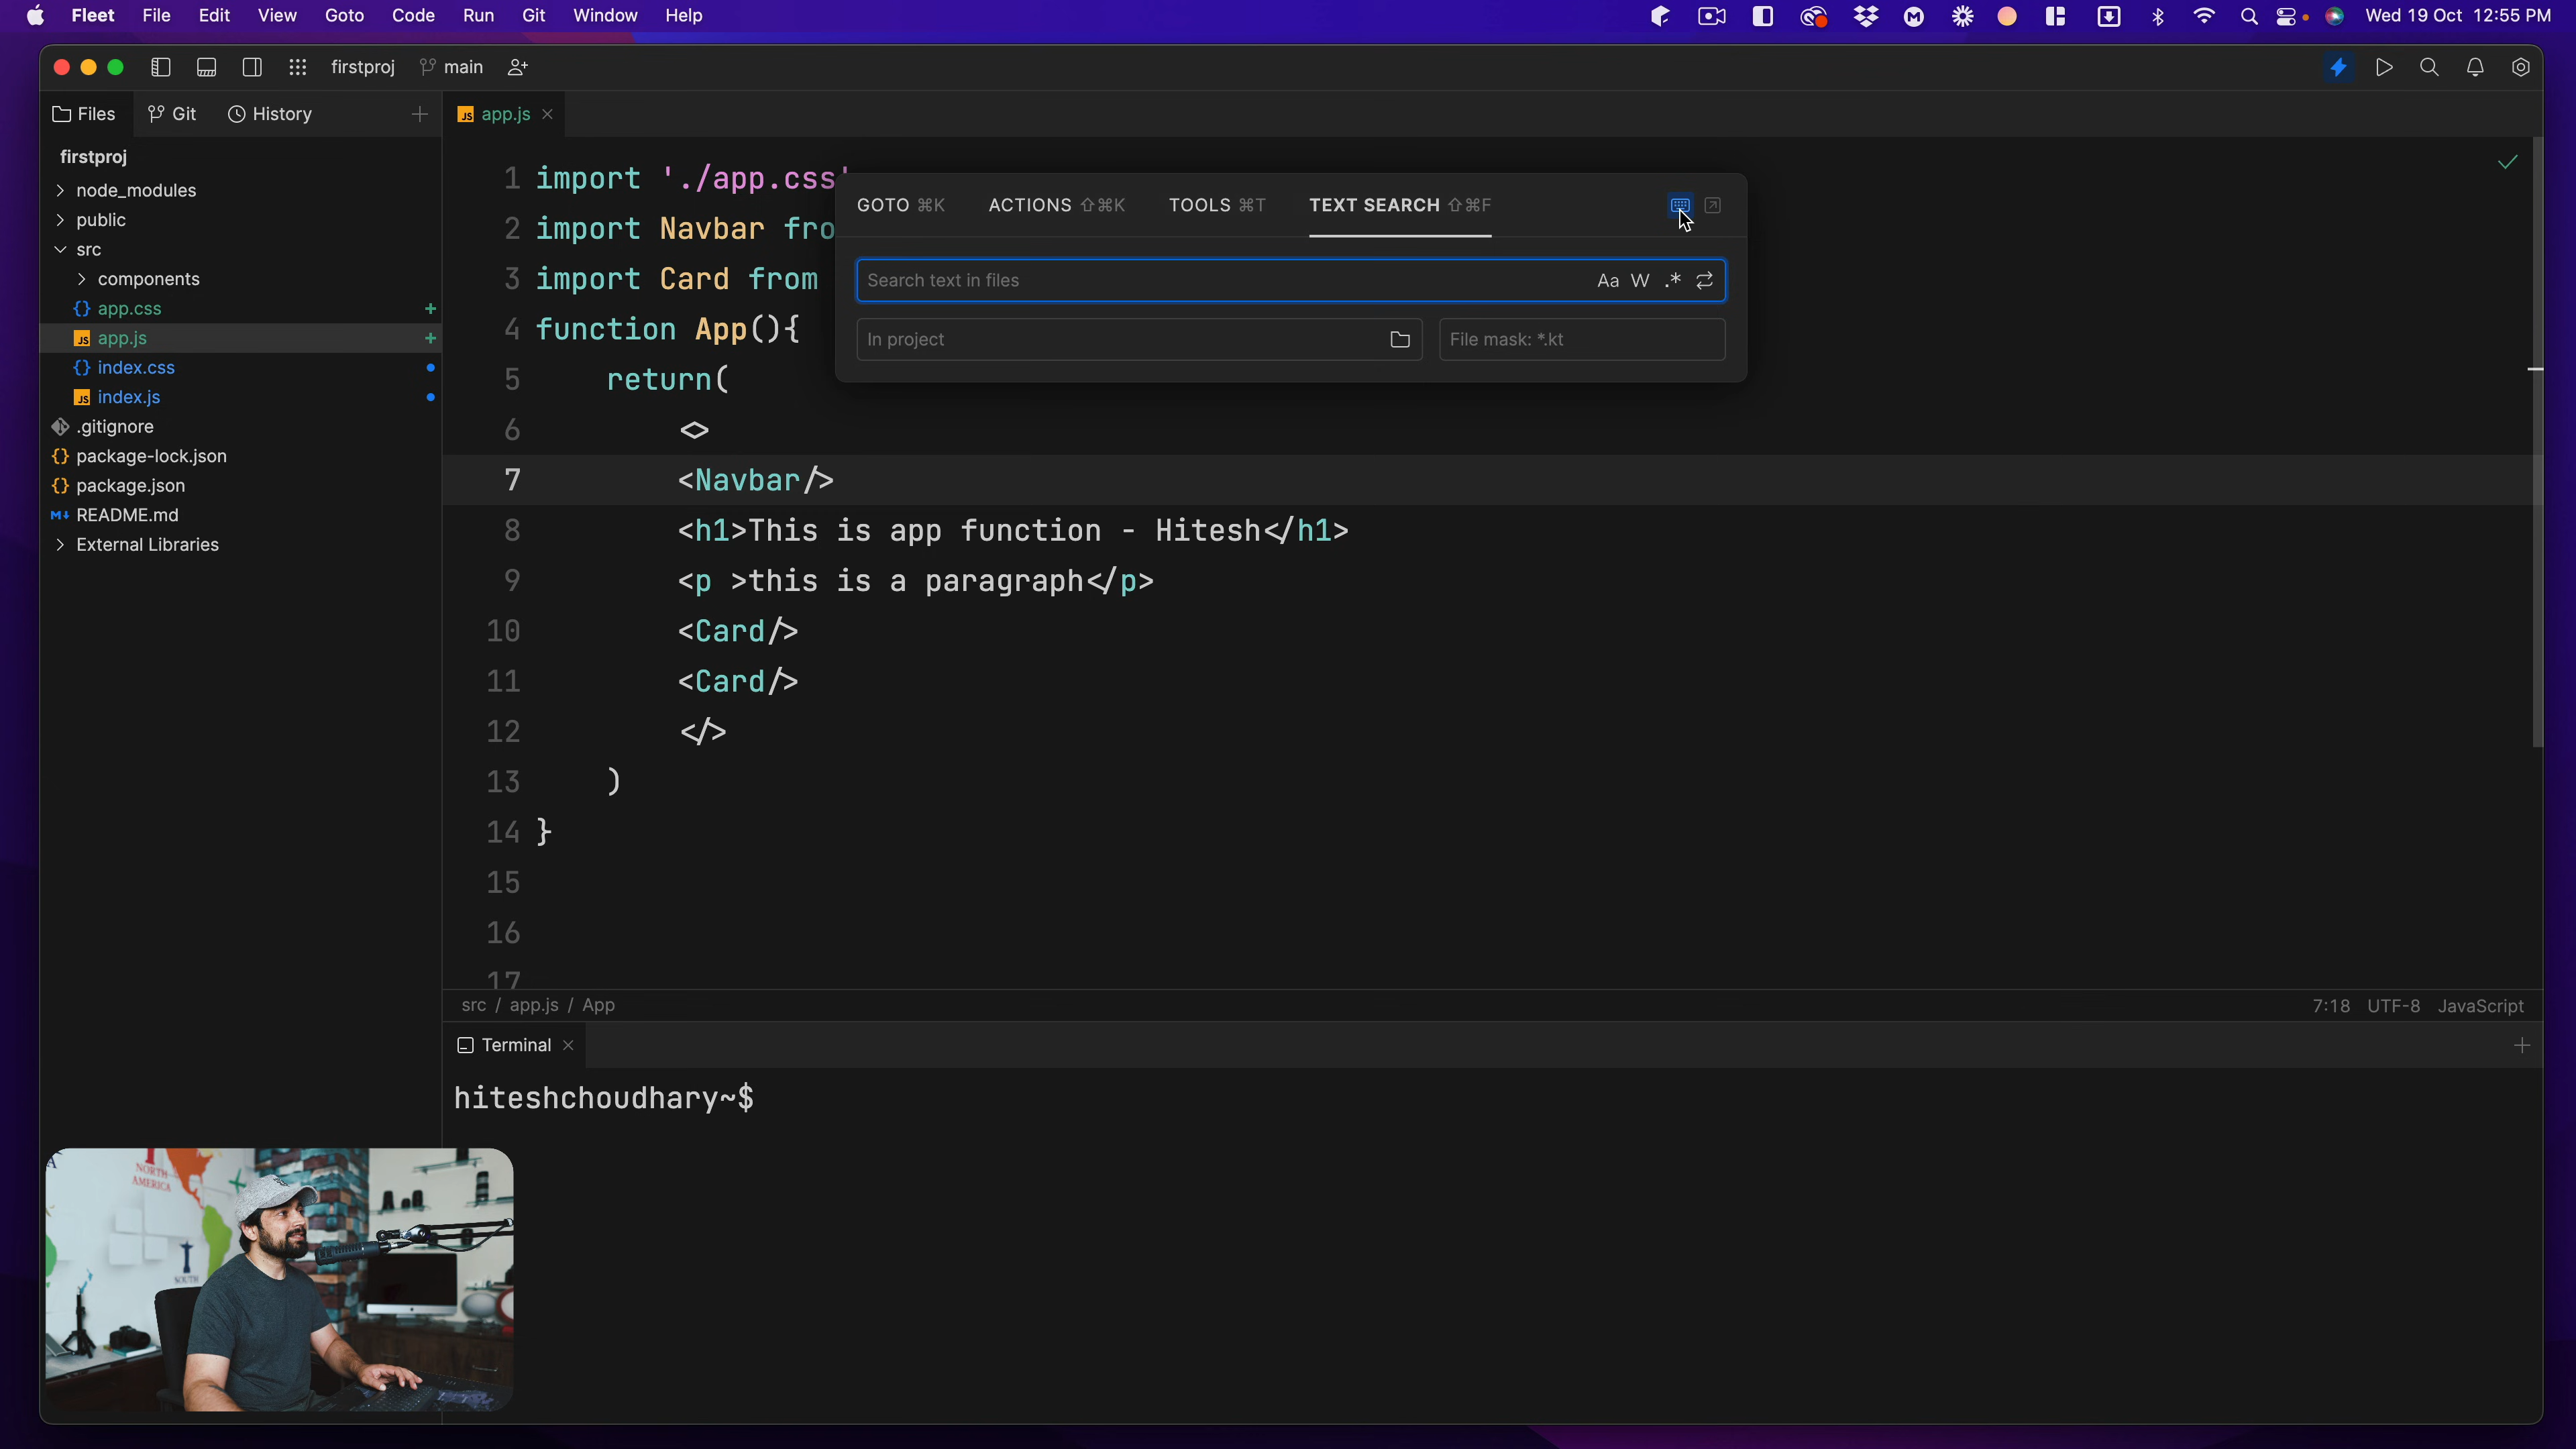 Fleet File Edit View Goto Code Run Git Window Help
Wed 19 Oct 12:55 PM
firstproj main
Files Git History
app.js
firstproj
node_modules
public
src
components
app.css
app.js
index.css
index.js
.gitignore
package-lock.json
package.json
README.md
External Libraries
1 import './app.css'
2 import Navbar fro
3 import Card from
4 function App(){
5 return(
6 <>
7 <Navbar/>
8 <h1>This is app function - Hitesh</h1>
9 <p >this is a paragraph</p>
10 <Card/>
11 <Card/>
12 </>
13 )
14 }
15
16
17
GOTO ⌘K ACTIONS ⇧⌘K TOOLS ⌘T TEXT SEARCH ⇧⌘F
Search text in files Aa W .*
In project File mask: *.kt
src / app.js / App
7:18 UTF-8 JavaScript
Terminal
hiteshchoudhary~$
NORTH
AMERICA
SOUTH